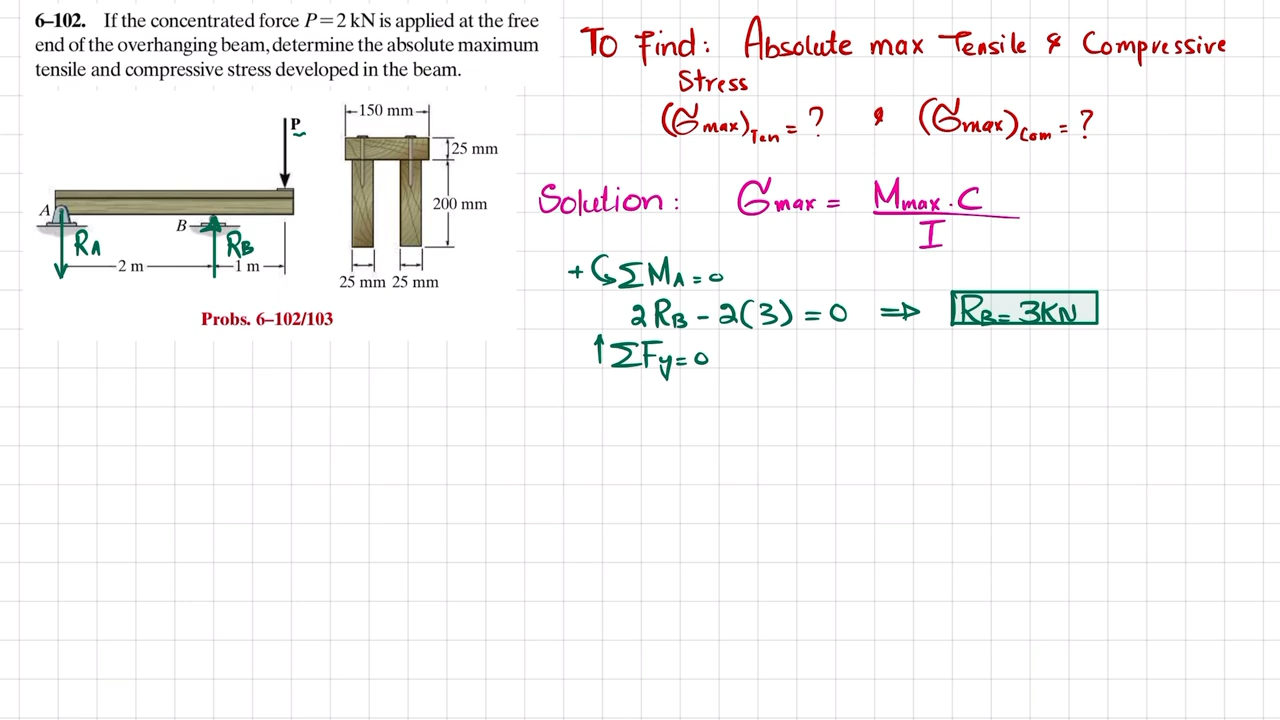 6–102. If the concentrated force P = 2 kN is applied at the free
end of the overhanging beam, determine the absolute maximum
tensile and compressive stress developed in the beam.
150 mm
P
25 mm
200 mm
A
B
RA
RB
2 m
1 m
25 mm 25 mm
Probs. 6–102/103
To find: Absolute max Tensile & Compressive
Stress
(σmax)Ten = ? & (σmax)Com = ?
Solution: σmax = Mmax . C / I
+ ↺ ΣMA = 0
2RB - 2(3) = 0 ⇒ RB = 3KN
↑ ΣFy = 0